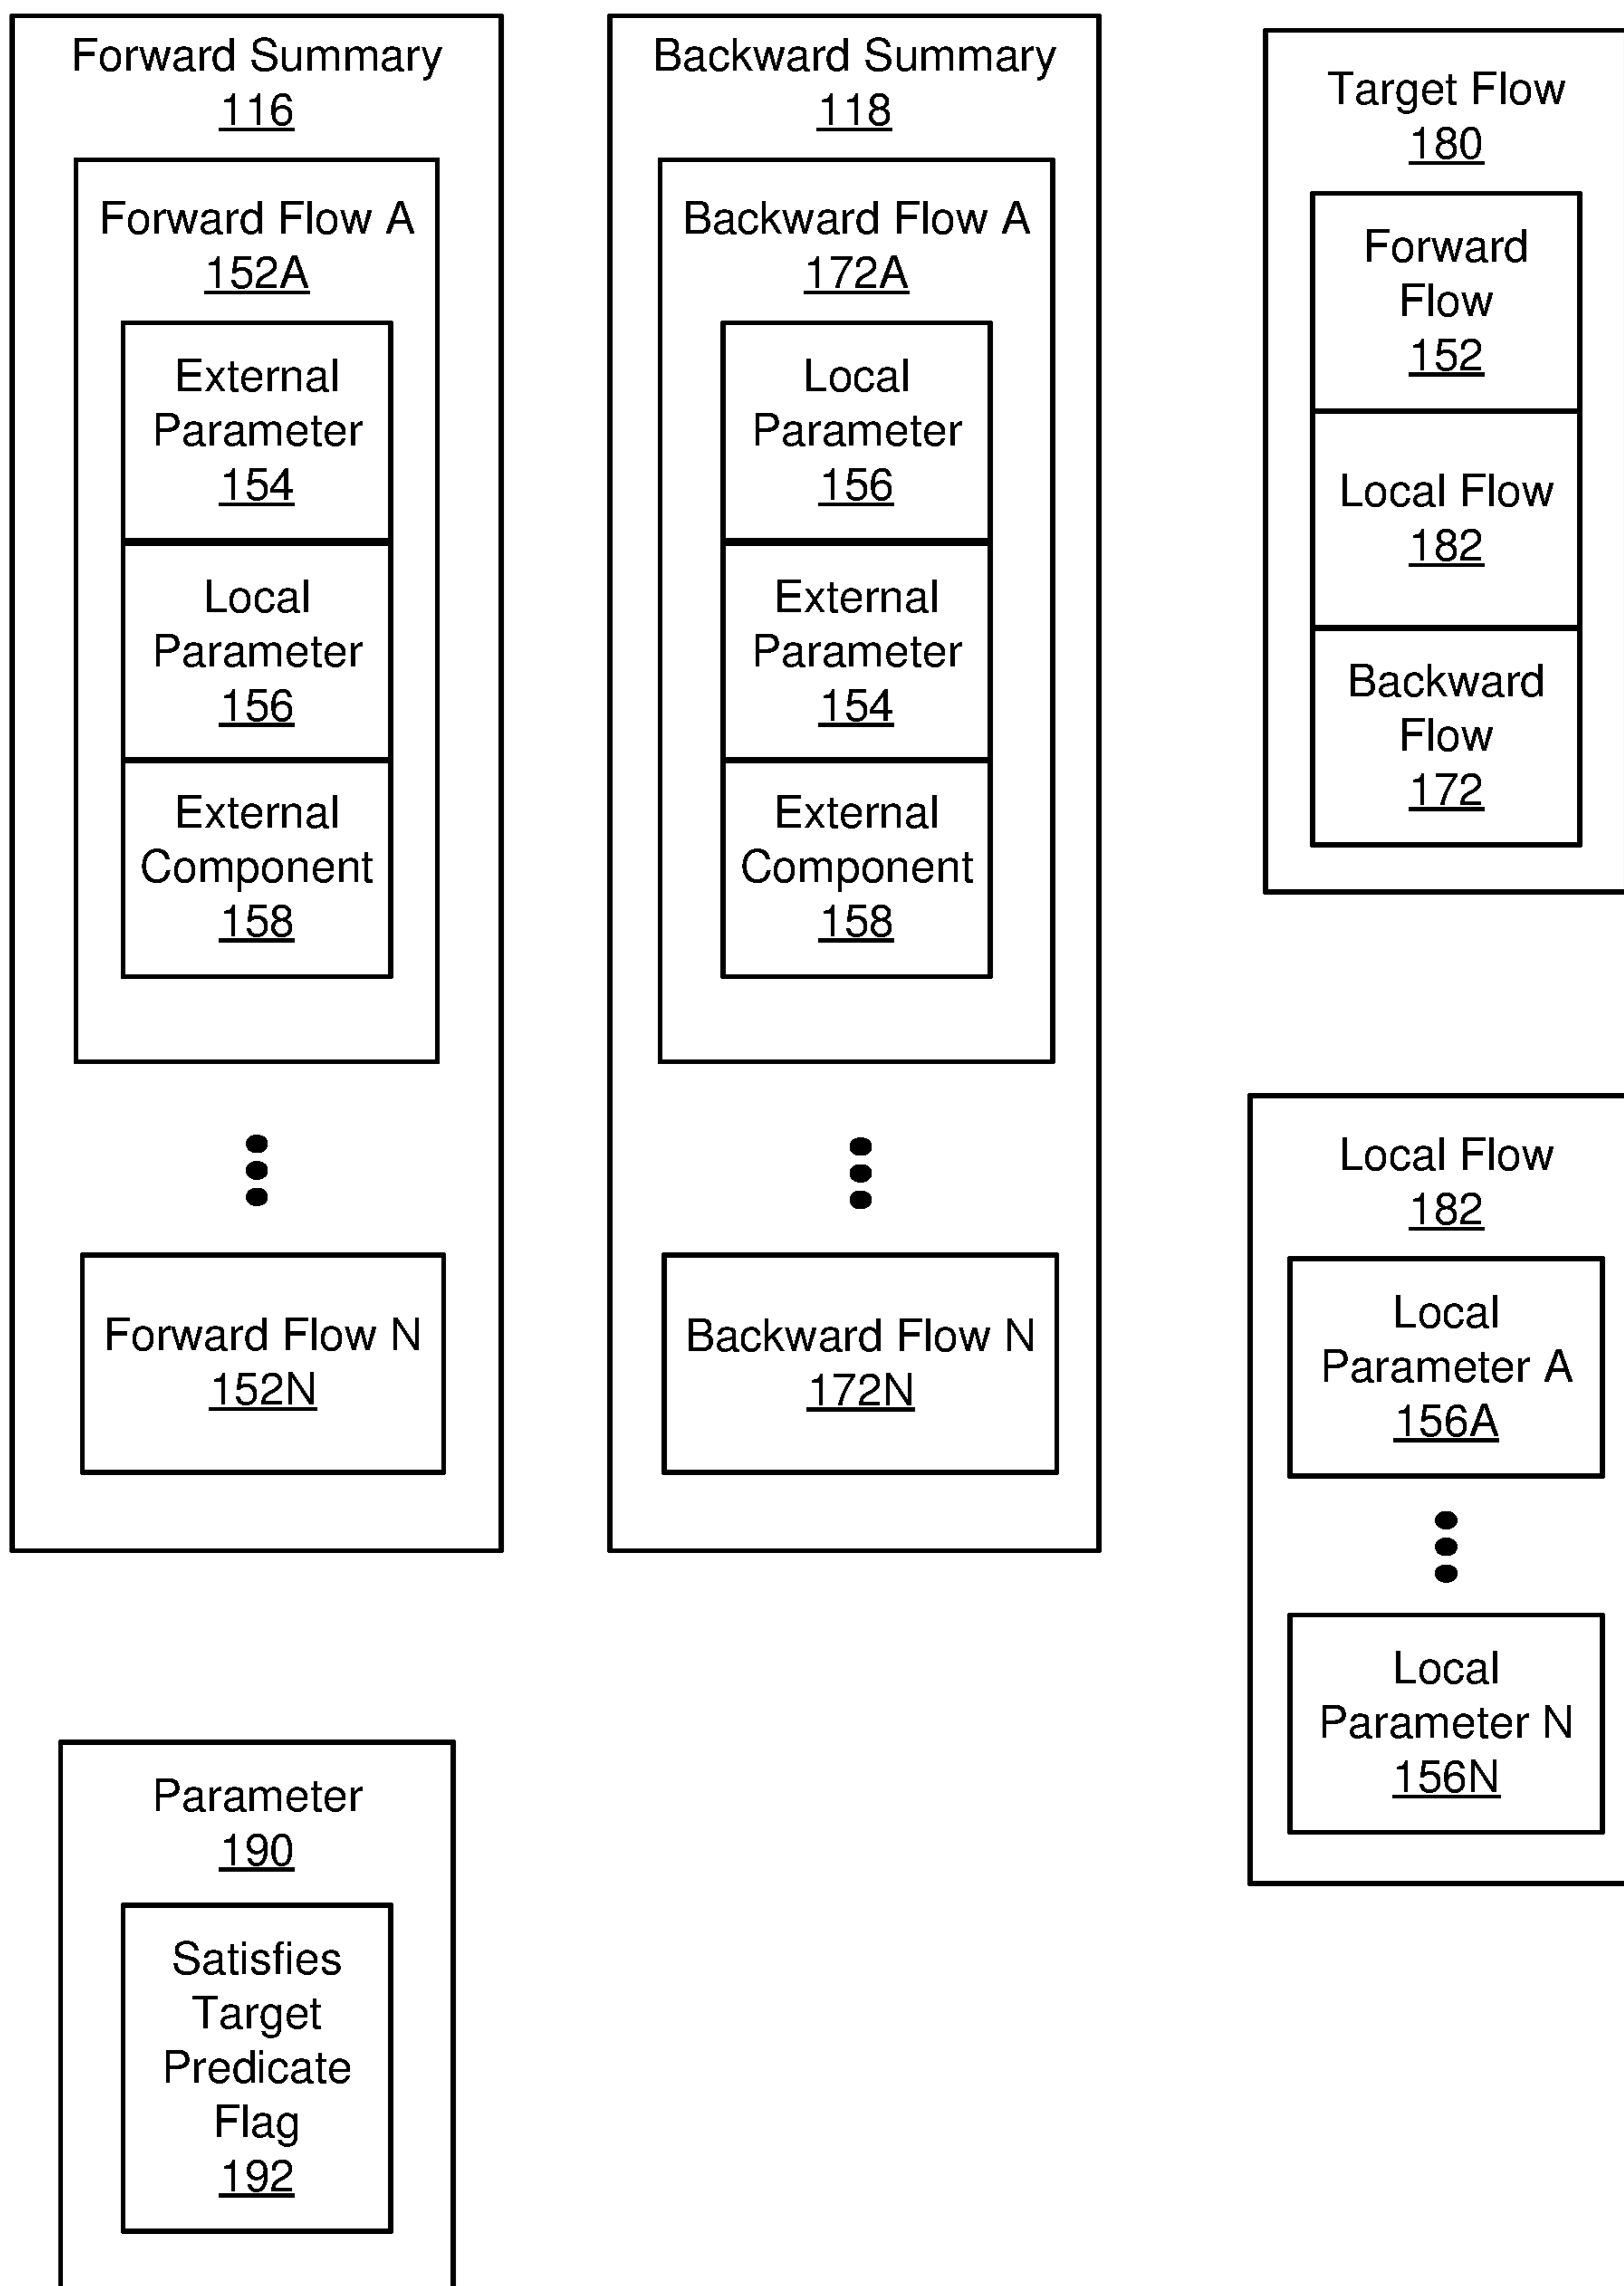 Forward Summary
116
Forward Flow A
152A
External
Parameter
154
Local
Parameter
156
External
Component
158
Forward Flow N
152N
Backward Summary
118
Backward Flow A
172A
Local
Parameter
156
External
Parameter
154
External
Component
158
Backward Flow N
172N
Target Flow
180
Forward
Flow
152
Local Flow
182
Backward
Flow
172
Local Flow
182
Local
Parameter A
156A
Local
Parameter N
156N
Parameter
190
Satisfies
Target
Predicate
Flag
192